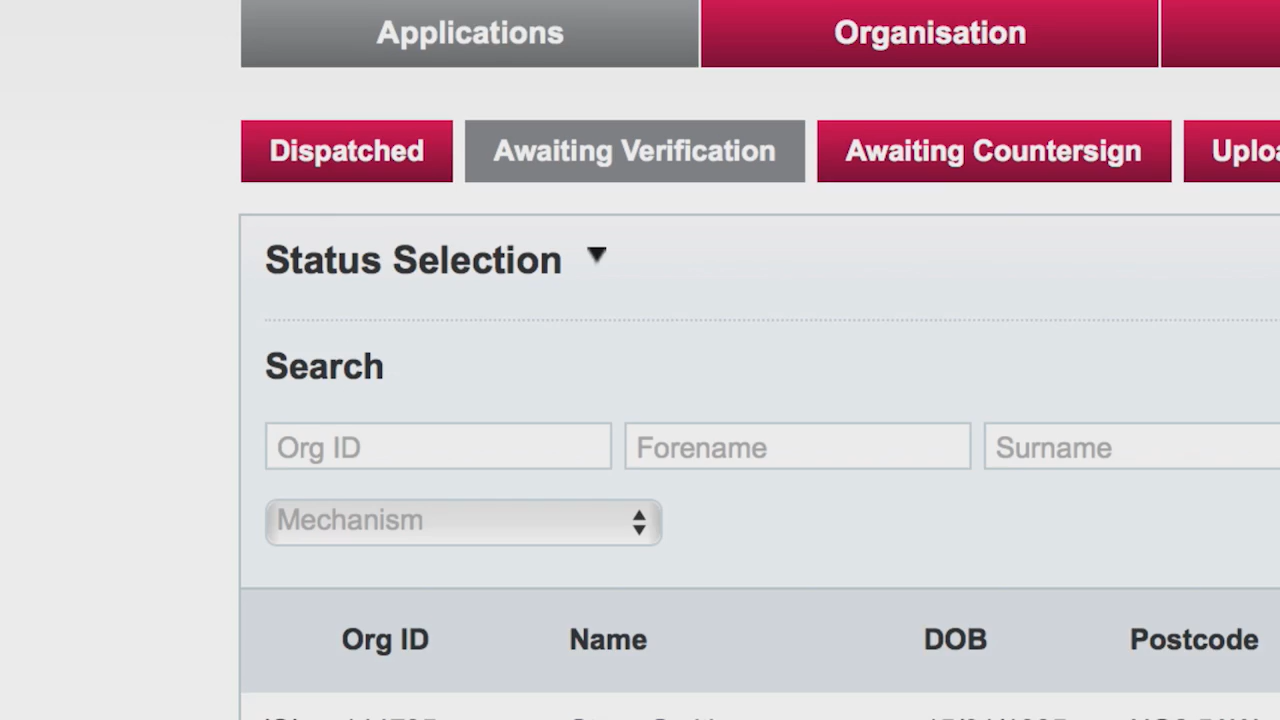 Applications Organisation
Dispatched Awaiting Verification Awaiting Countersign
Status Selection
Search
Org ID Forename Surname
Mechanism
Org ID Name DOB Postcode